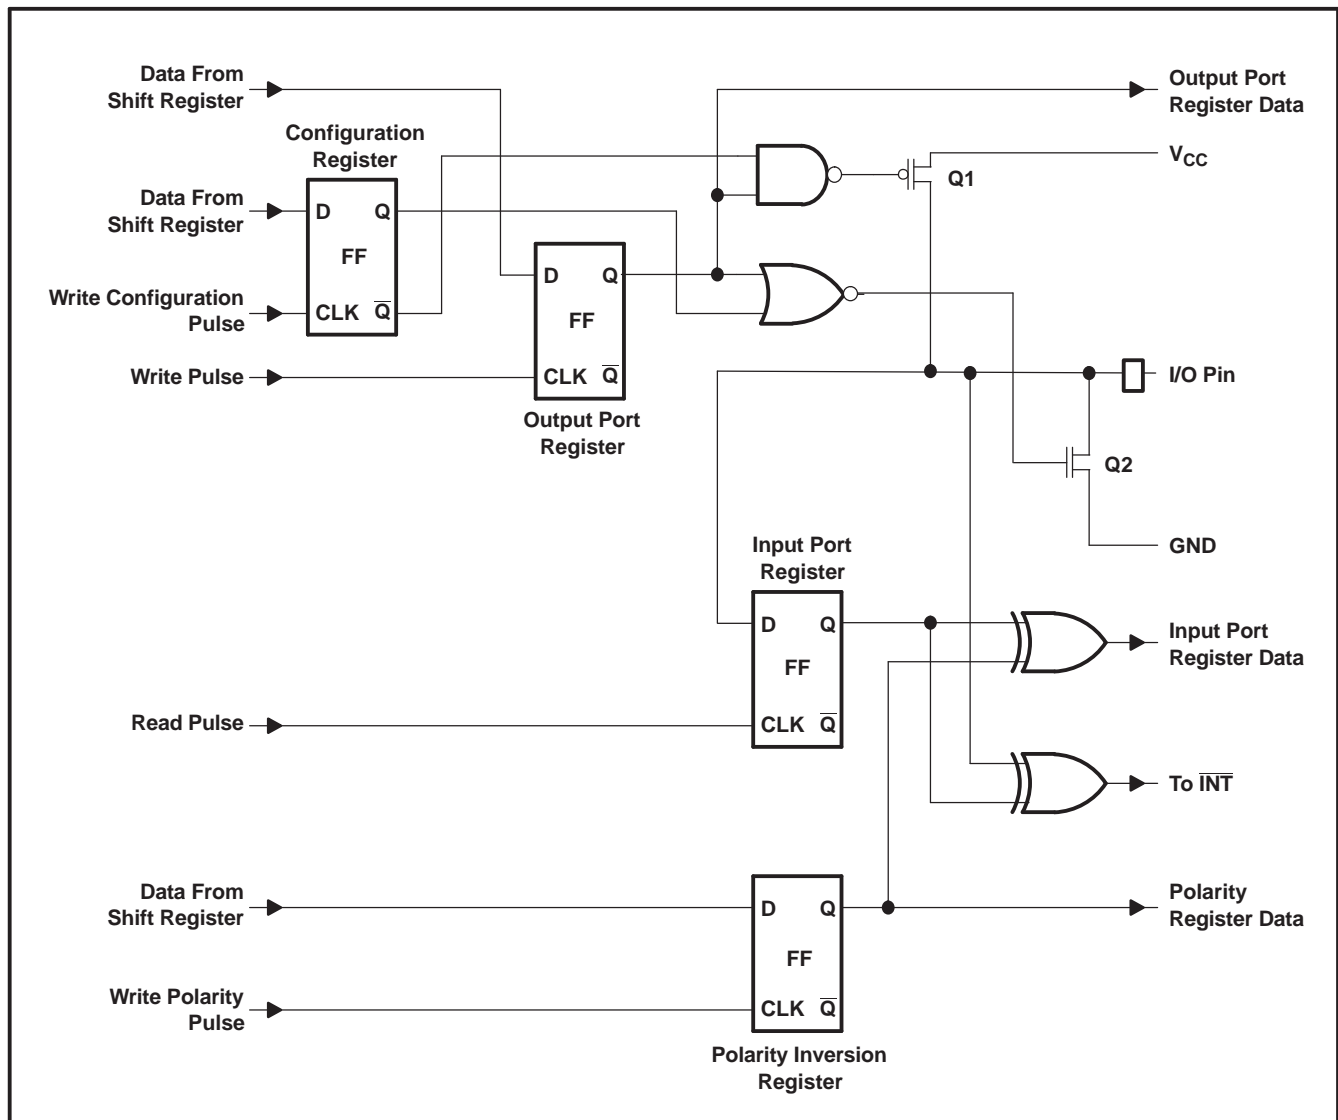 Data From
Shift Register
Output Port
Register Data
Configuration
Register
VCC
Q1
Data From
Shift Register
D Q
FF
CLK Q̅
Write Configuration
Pulse
D Q
FF
CLK Q̅
Write Pulse
Output Port
Register
I/O Pin
Q2
GND
Input Port
Register
D Q
FF
CLK Q̅
Input Port
Register Data
Read Pulse
To I̅N̅T̅
Data From
Shift Register
D Q
FF
CLK Q̅
Polarity
Register Data
Write Polarity
Pulse
Polarity Inversion
Register